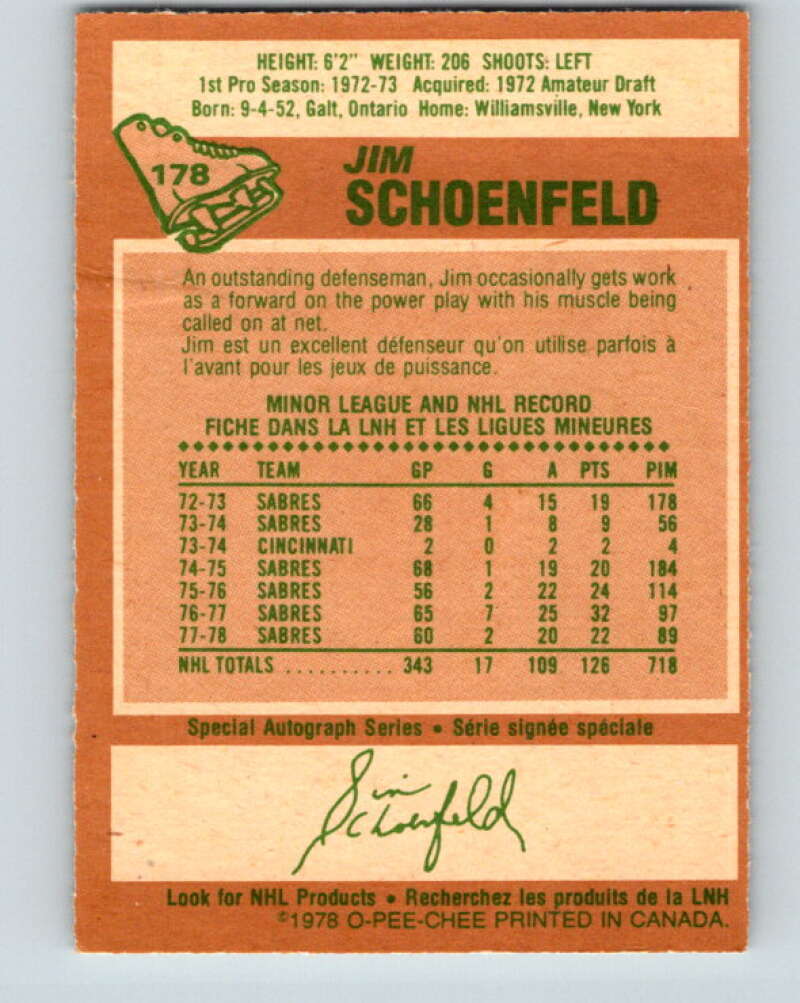 HEIGHT: 6'2" WEIGHT: 206 SHOOTS: LEFT
1st Pro Season: 1972-73 Acquired: 1972 Amateur Draft
Born: 9-4-52, Galt, Ontario Home: Williamsville, New York
178
JIM
SCHOENFELD
An outstanding defenseman, Jim occasionally gets work
as a forward on the power play with his muscle being
called on at net.
Jim est un excellent défenseur qu'on utilise parfois à
l'avant pour les jeux de puissance.
MINOR LEAGUE AND NHL RECORD
FICHE DANS LA LNH ET LES LIGUES MINEURES
YEAR TEAM GP G A PTS PIM
72-73 SABRES 66 4 15 19 178
73-74 SABRES 28 1 8 9 56
73-74 CINCINNATI 2 0 2 2 4
74-75 SABRES 68 1 19 20 184
75-76 SABRES 56 2 22 24 114
76-77 SABRES 65 7 25 32 97
77-78 SABRES 60 2 20 22 89
NHL TOTALS .......... 343 17 109 126 718
Special Autograph Series • Série signée spéciale
Jim
Schoenfeld
Look for NHL Products • Recherchez les produits de la LNH
©1978 O-PEE-CHEE PRINTED IN CANADA.